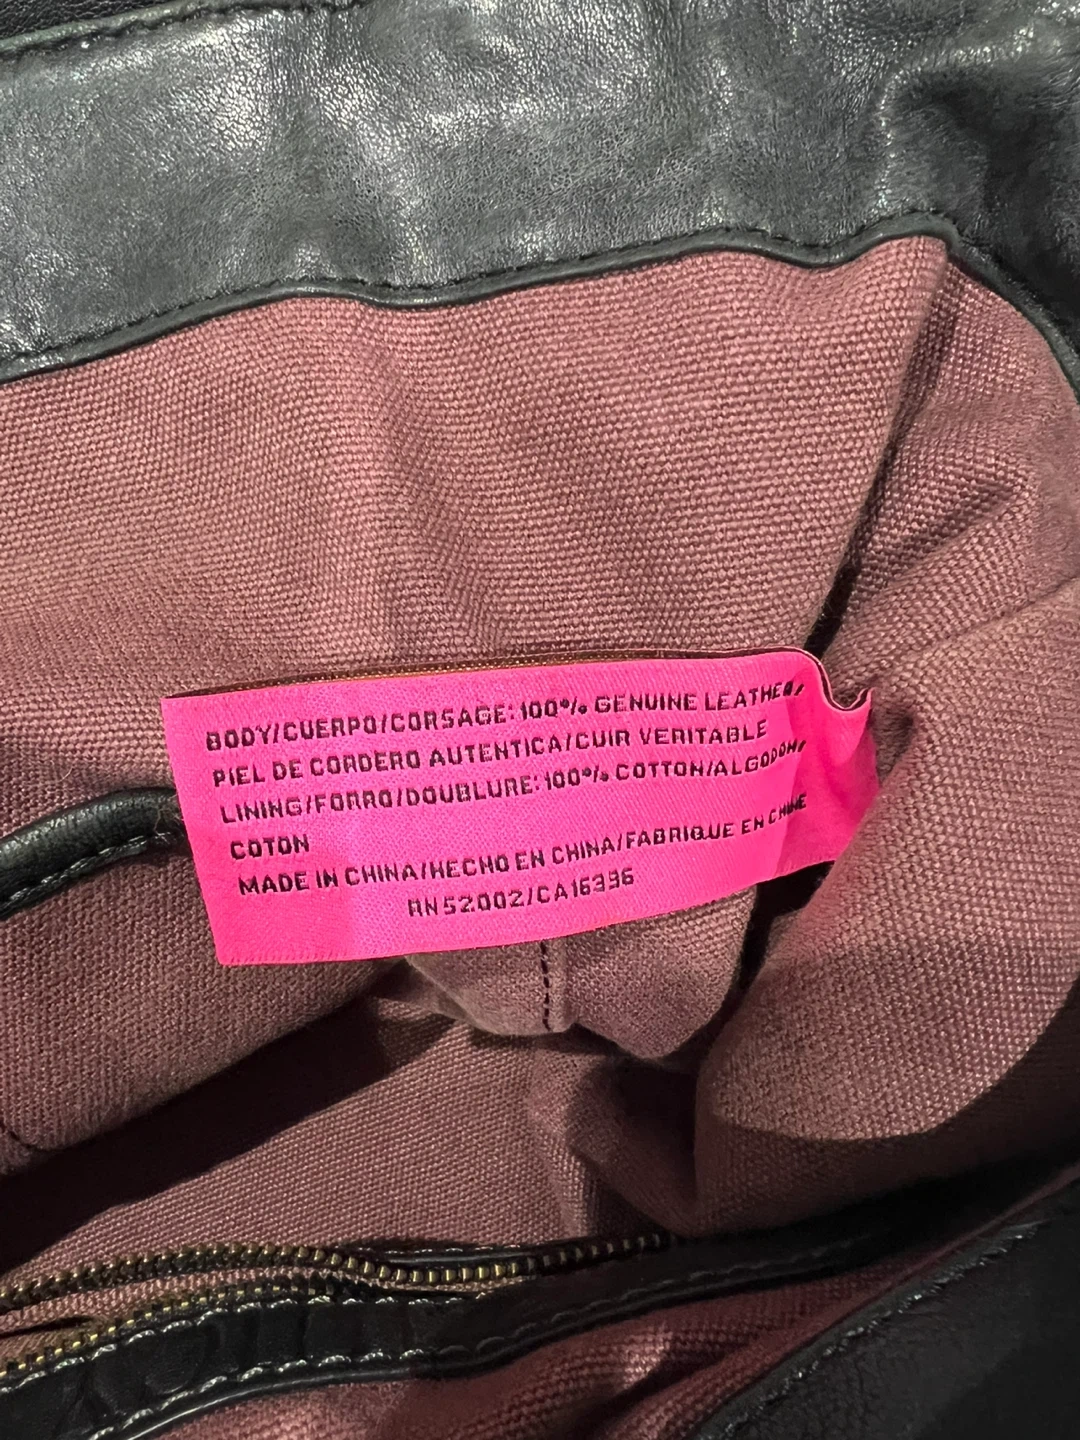 BODY/CUERPO/CORSAGE: 100% GENUINE LEATHER/
PIEL DE CORDERO AUTENTICA/CUIR VERITABLE
LINING/FORRO/DOUBLURE: 100% COTTON/ALGODON/
COTON
MADE IN CHINA/HECHO EN CHINA/FABRIQUE EN CHINE
RN52002/CA16336